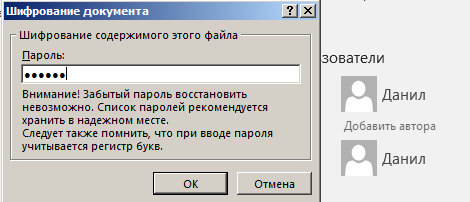 Шифрование документа
Шифрование содержимого этого файла
Пароль:
●●●●●●
Внимание! Забытый пароль восстановить
невозможно. Список паролей рекомендуется
хранить в надежном месте.
Следует также помнить, что при вводе пароля
учитывается регистр букв.
ОК Отмена
зователи
Данил
Добавить автора
Данил